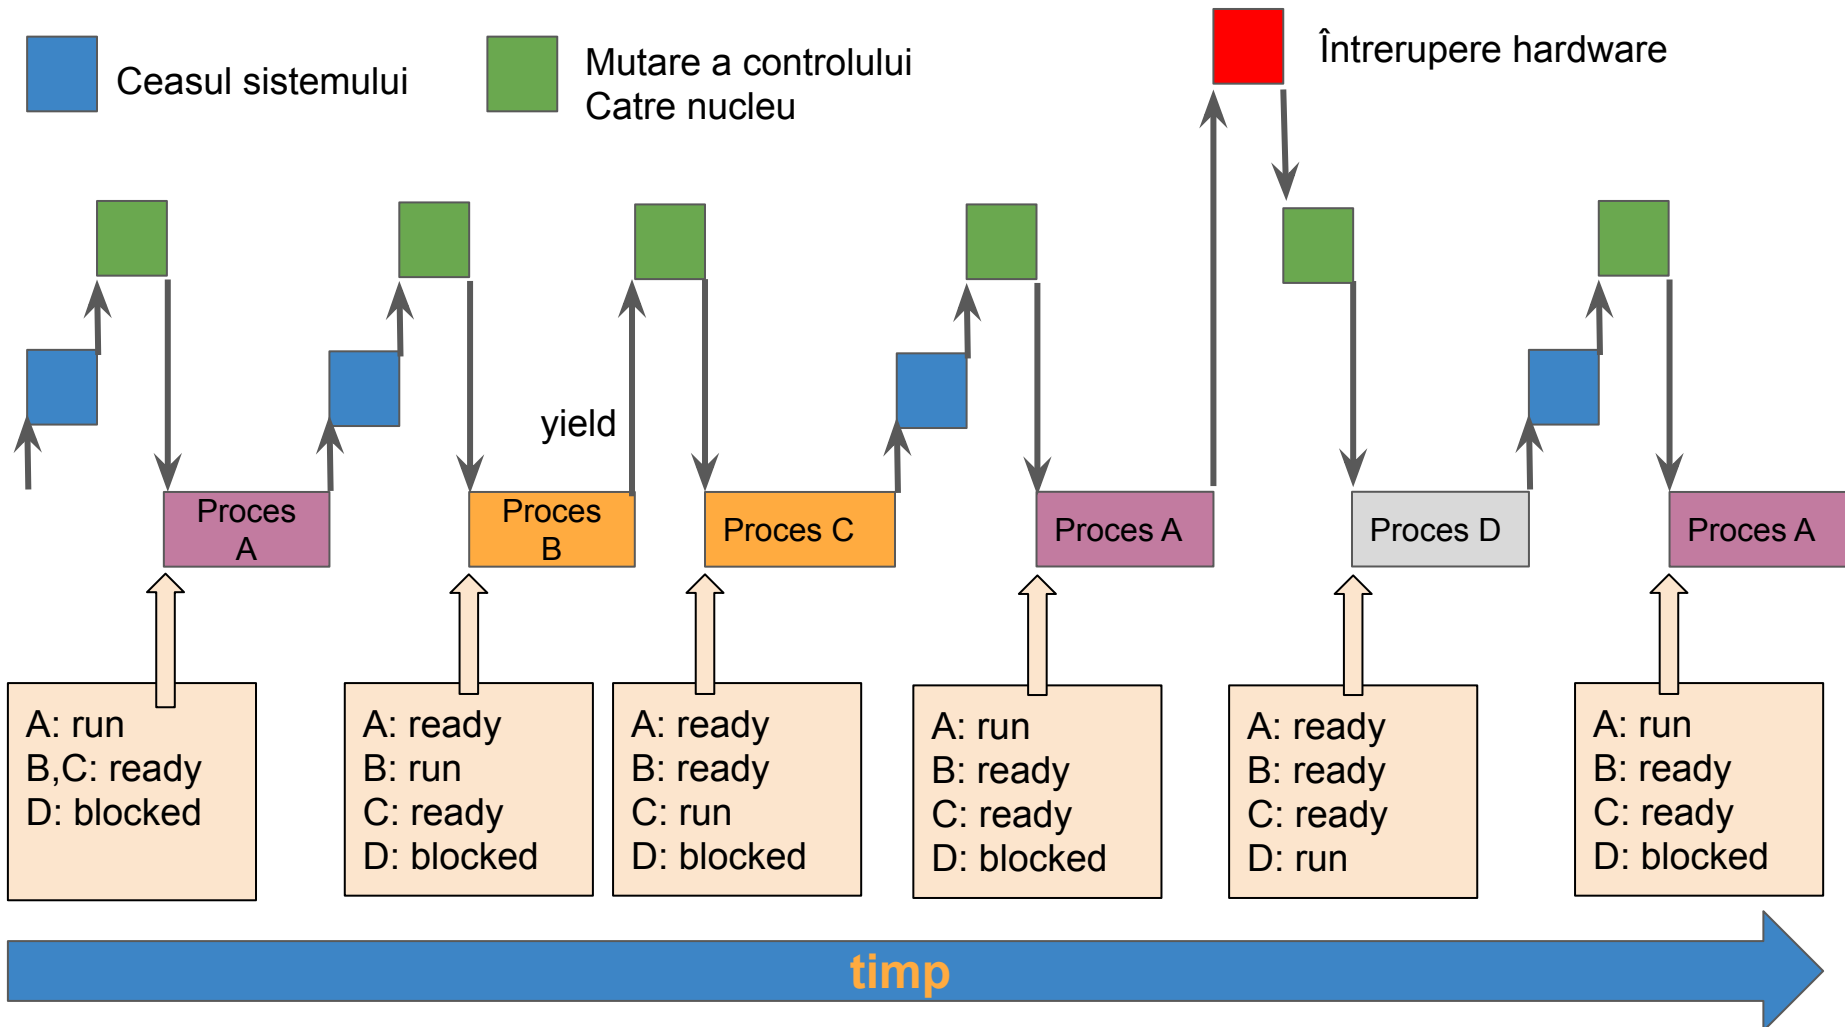 Ceasul sistemului
Mutare a controlului
Catre nucleu
Întrerupere hardware
yield
Proces
A
Proces
B
Proces C
Proces A
Proces D
Proces A
A: run
B,C: ready
D: blocked
A: ready
B: run
C: ready
D: blocked
A: ready
B: ready
C: run
D: blocked
A: run
B: ready
C: ready
D: blocked
A: ready
B: ready
C: ready
D: run
A: run
B: ready
C: ready
D: blocked
timp